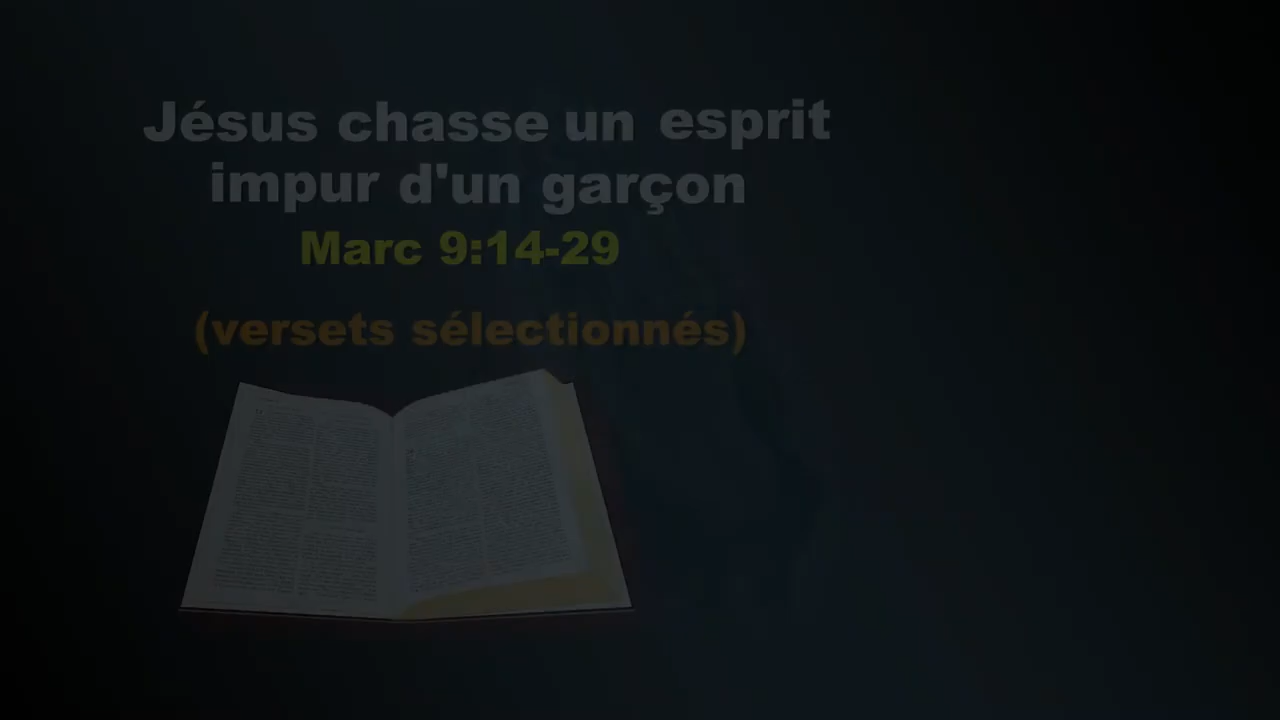 Jésus chasse un esprit
impur d'un garçon
Marc 9:14-29
(versets sélectionnés)